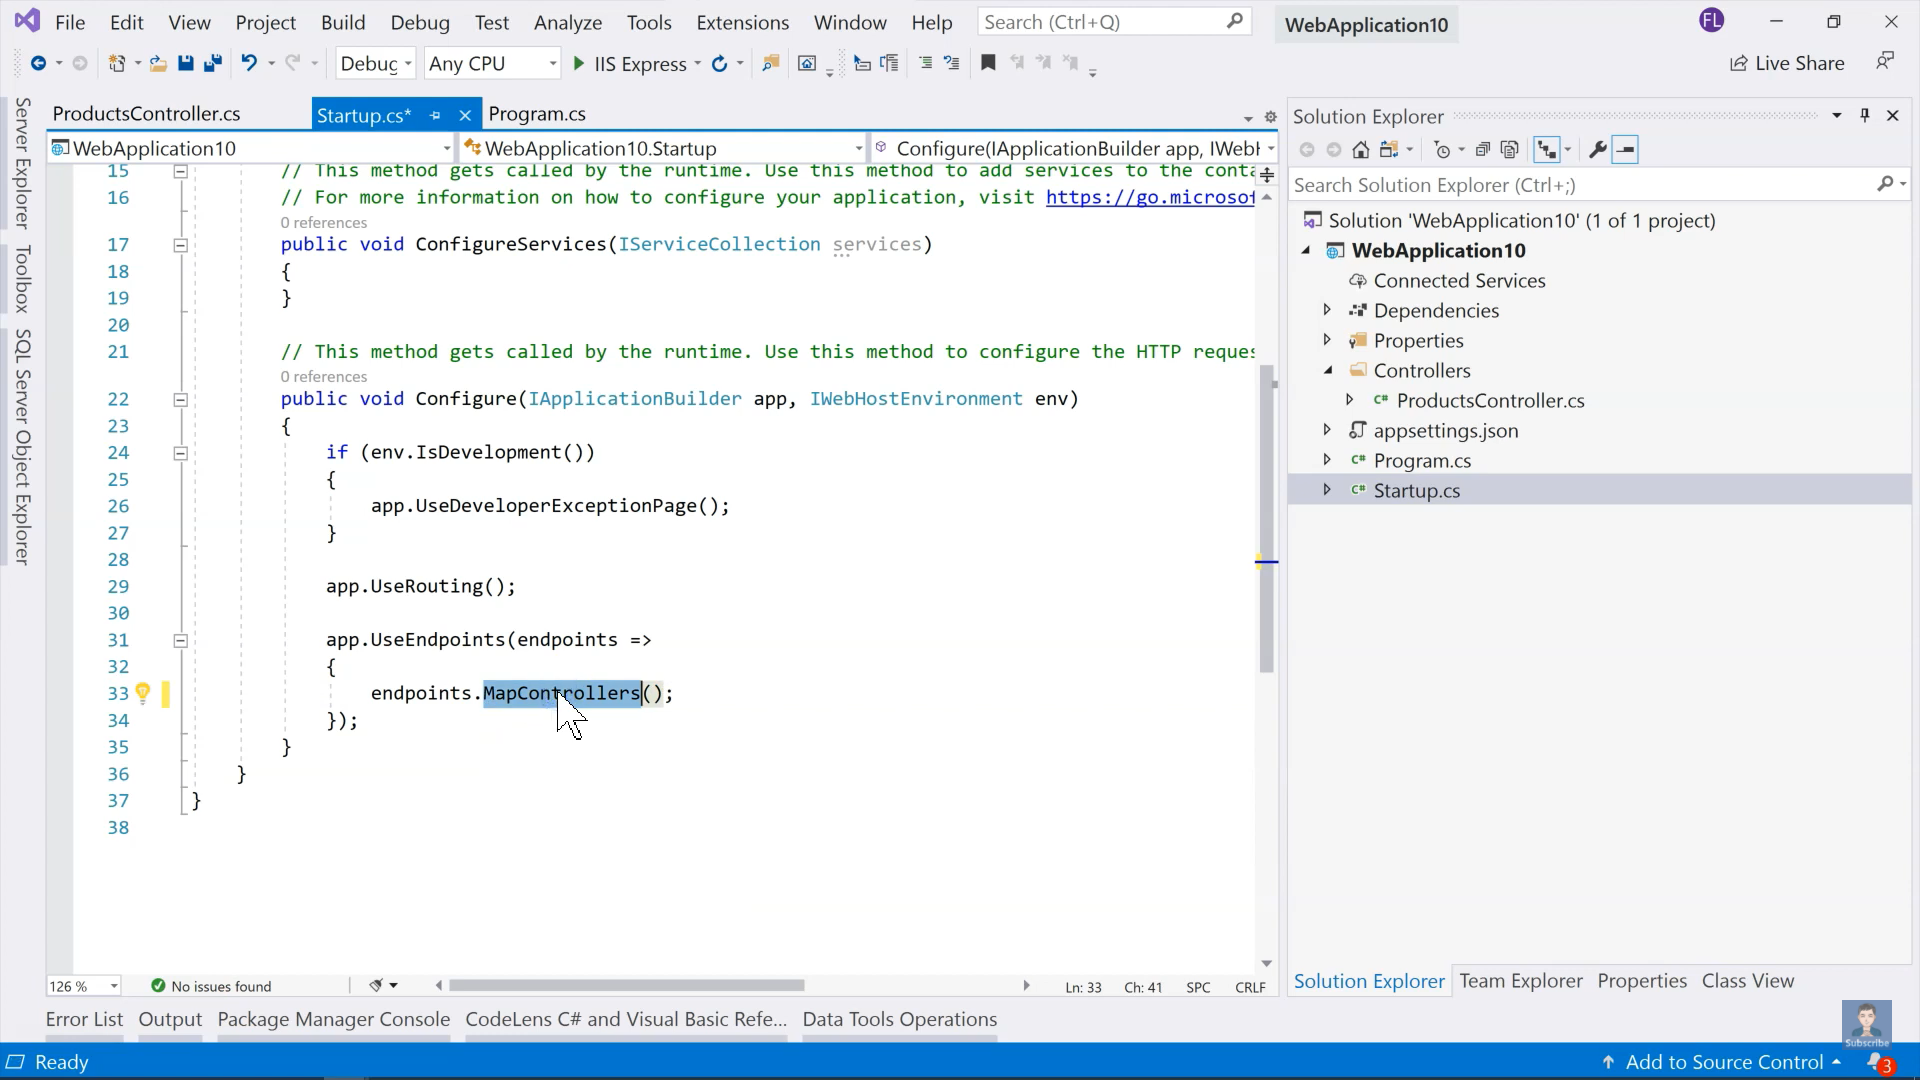 File Edit View Project Build Debug Test Analyze Tools Extensions Window Help Search (Ctrl+Q) WebApplication10 FL
Debug Any CPU IIS Express Live Share
ProductsController.cs Startup.cs* Program.cs
WebApplication10 WebApplication10.Startup Configure(IApplicationBuilder app, IWebH
15 // This method gets called by the runtime. Use this method to add services to the conta
16 // For more information on how to configure your application, visit https://go.microsof
0 references
17 public void ConfigureServices(IServiceCollection services)
18 {
19 }
20
21 // This method gets called by the runtime. Use this method to configure the HTTP reques
0 references
22 public void Configure(IApplicationBuilder app, IWebHostEnvironment env)
23 {
24 if (env.IsDevelopment())
25 {
26 app.UseDeveloperExceptionPage();
27 }
28
29 app.UseRouting();
30
31 app.UseEndpoints(endpoints =>
32 {
33 endpoints.MapControllers();
34 });
35 }
36 }
37 }
38
126 % No issues found Ln: 33 Ch: 41 SPC CRLF
Server Explorer
Toolbox
SQL Server Object Explorer
Solution Explorer
Search Solution Explorer (Ctrl+;)
Solution 'WebApplication10' (1 of 1 project)
WebApplication10
Connected Services
Dependencies
Properties
Controllers
C# ProductsController.cs
appsettings.json
C# Program.cs
C# Startup.cs
Solution Explorer Team Explorer Properties Class View
Error List Output Package Manager Console CodeLens C# and Visual Basic Refe... Data Tools Operations
Subscribe
Ready Add to Source Control 3